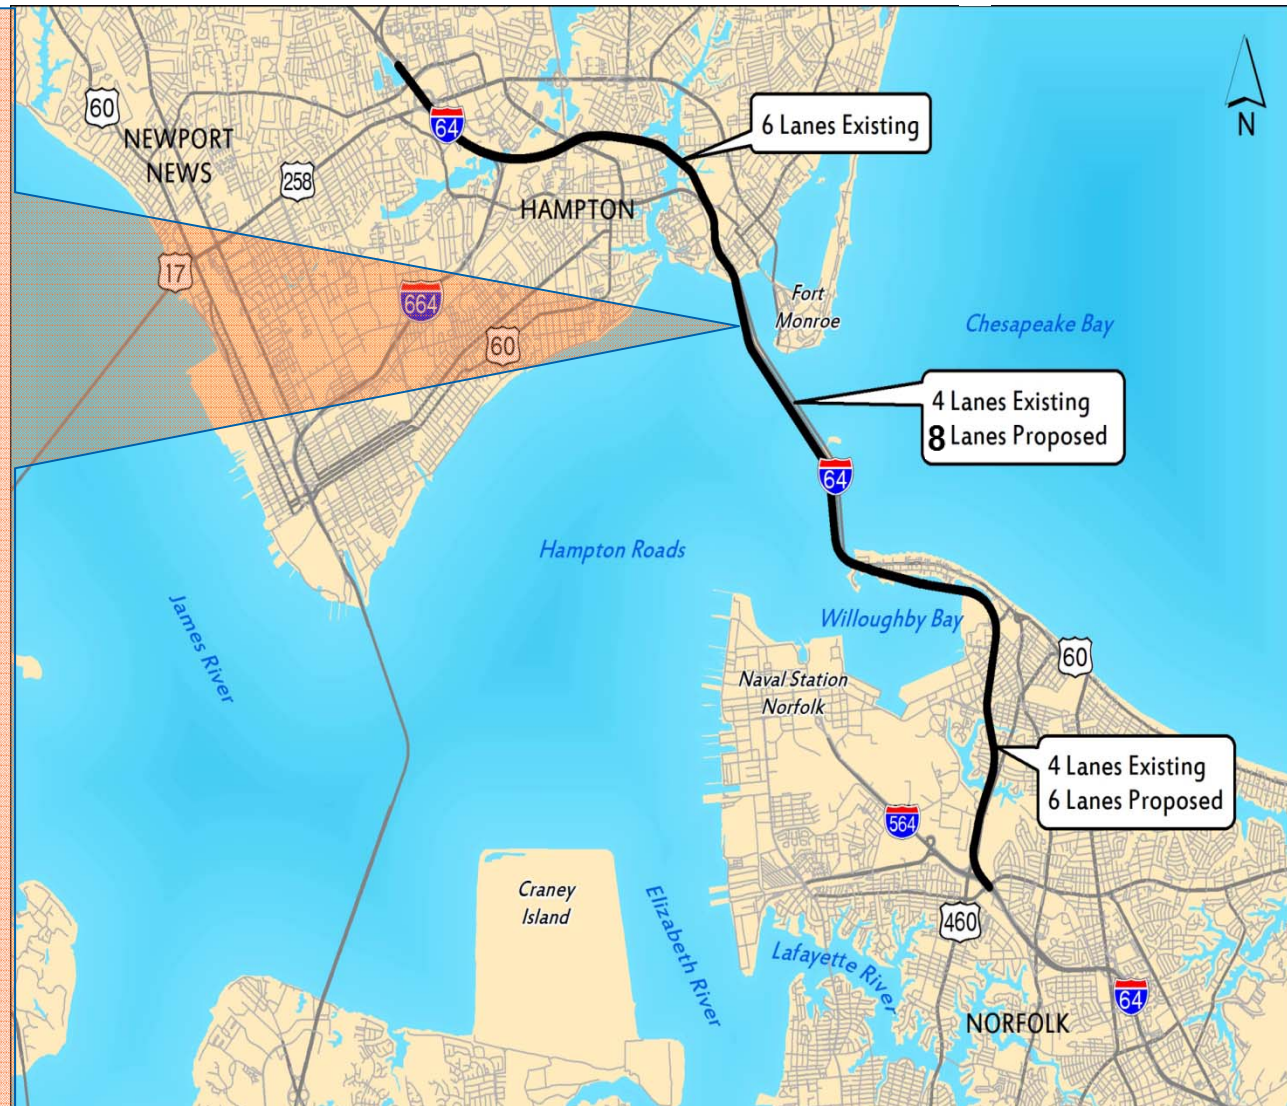 60
NEWPORT
NEWS
64
6 Lanes Existing
N
258
HAMPTON
17
664
60
Fort
Monroe
Chesapeake Bay
4 Lanes Existing
8 Lanes Proposed
64
Hampton Roads
James River
Willoughby Bay
60
Naval Station
Norfolk
4 Lanes Existing
6 Lanes Proposed
564
Craney
Island
Elizabeth River
460
Lafayette River
64
NORFOLK